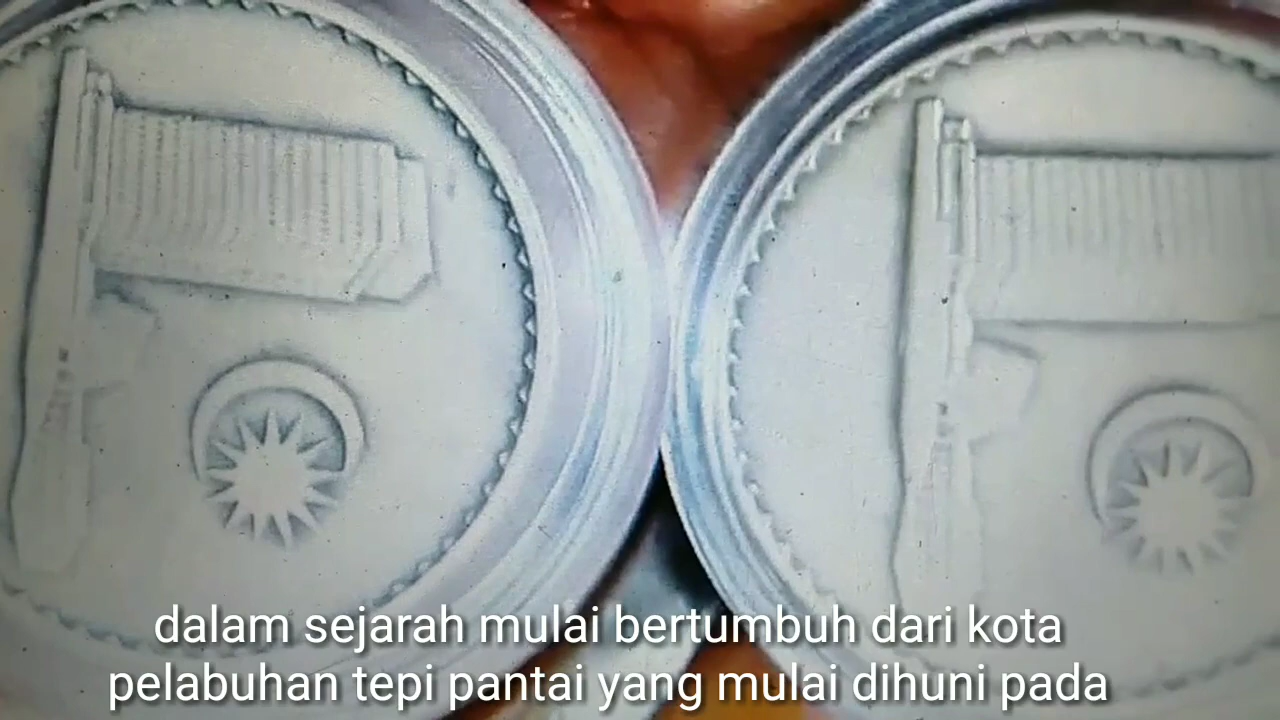 dalam sejarah mulai bertumbuh dari kota
pelabuhan tepi pantai yang mulai dihuni pada